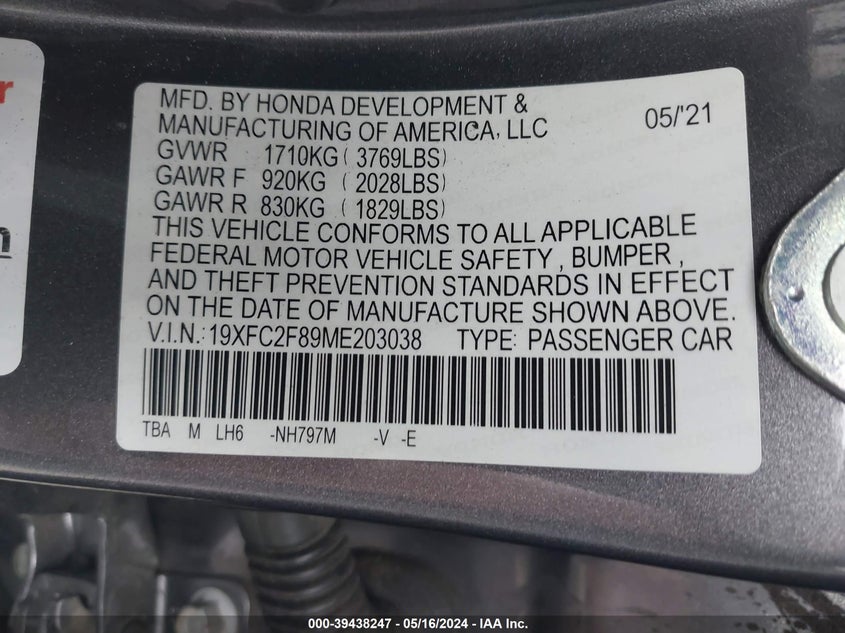 r
n
MFD. BY HONDA DEVELOPMENT &
MANUFACTURING OF AMERICA, LLC 05/'21
GVWR 1710KG ( 3769LBS)
GAWR F 920KG ( 2028LBS)
GAWR R 830KG ( 1829LBS)
THIS VEHICLE CONFORMS TO ALL APPLICABLE
FEDERAL MOTOR VEHICLE SAFETY , BUMPER ,
AND THEFT PREVENTION STANDARDS IN EFFECT
ON THE DATE OF MANUFACTURE SHOWN ABOVE.
V.I.N.: 19XFC2F89ME203038 TYPE: PASSENGER CAR
TBA M LH6 -NH797M -V -E
000-39438247 - 05/16/2024 - IAA Inc.